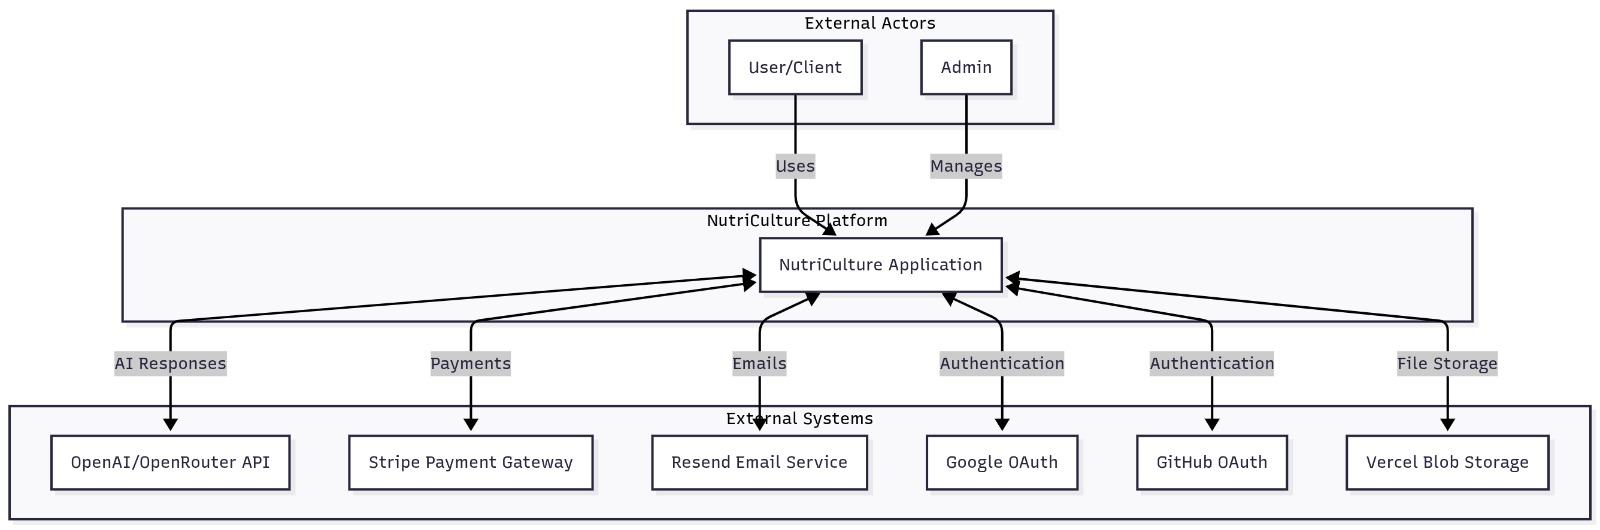 External Actors
User/Client
Admin
Uses
Manages
NutriCulture Platform
NutriCulture Application
AI Responses
Payments
Emails
Authentication
Authentication
File Storage
External Systems
OpenAI/OpenRouter API
Stripe Payment Gateway
Resend Email Service
Google OAuth
GitHub OAuth
Vercel Blob Storage